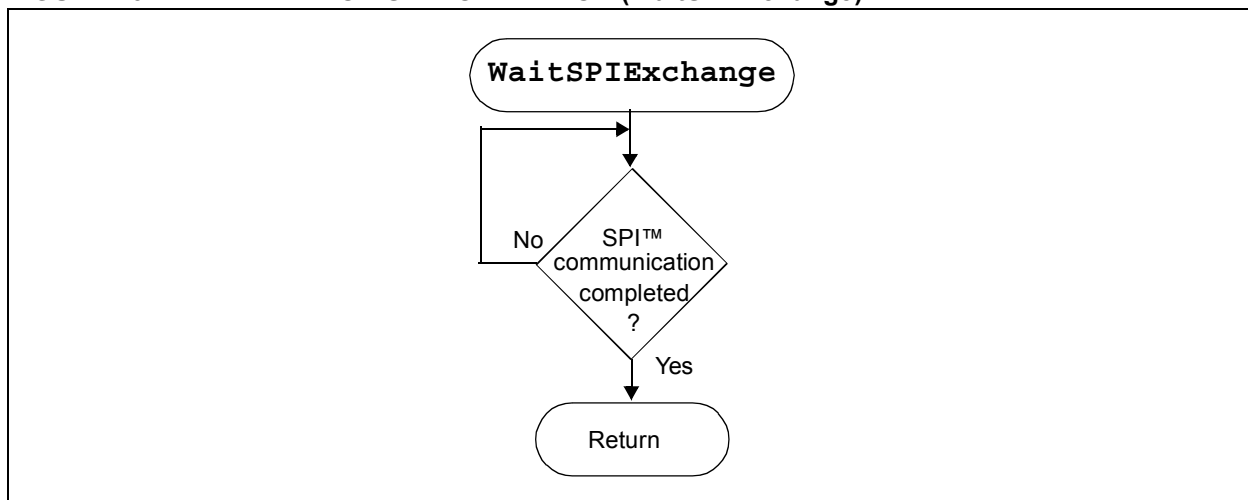 WaitSPIExchange
No
SPI™
communication
completed
?
Yes
Return